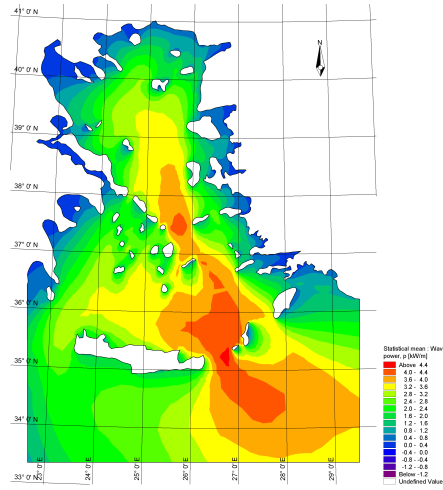 41° 0' N
N
40° 0' N
39° 0' N
38° 0' N
37° 0' N
36° 0' N
35° 0' N
34° 0' N
33° 0' N
23° 0' E
24° 0' E
25° 0' E
26° 0' E
27° 0' E
28° 0' E
29° 0' E
Statistical mean : Wave
power, p [kW/m]
Above 4.4
4.0 - 4.4
3.6 - 4.0
3.2 - 3.6
2.8 - 3.2
2.4 - 2.8
2.0 - 2.4
1.6 - 2.0
1.2 - 1.6
0.8 - 1.2
0.4 - 0.8
0.0 - 0.4
-0.4 - 0.0
-0.8 - -0.4
-1.2 - -0.8
Below -1.2
Undefined Value